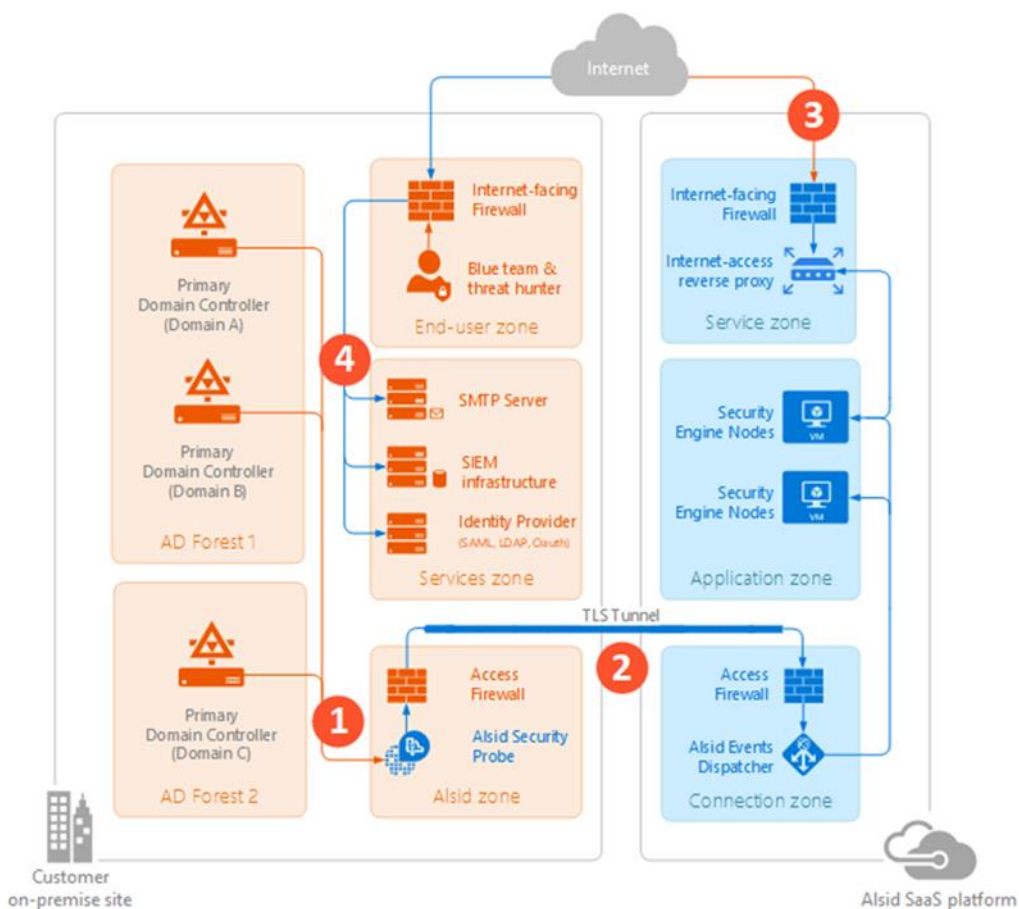 Internet
3
Primary
Domain Controller
(Domain A)
Primary
Domain Controller
(Domain B)
AD Forest 1
Internet-facing
Firewall
Blue team &
threat hunter
End-user zone
4
SMTP Server
SIEM
infrastructure
Identity Provider
(SAML, LDAP, Oauth)
Services zone
Internet-facing
Firewall
Internet-access
reverse proxy
Service zone
Security
Engine Nodes
VM
Security
Engine Nodes
VM
Application zone
TLS Tunnel
2
Primary
Domain Controller
(Domain C)
AD Forest 2
1
Access
Firewall
Alsid Security
Probe
Alsid zone
Access
Firewall
Alsid Events
Dispatcher
Connection zone
Customer
on-premise site
Alsid SaaS platform